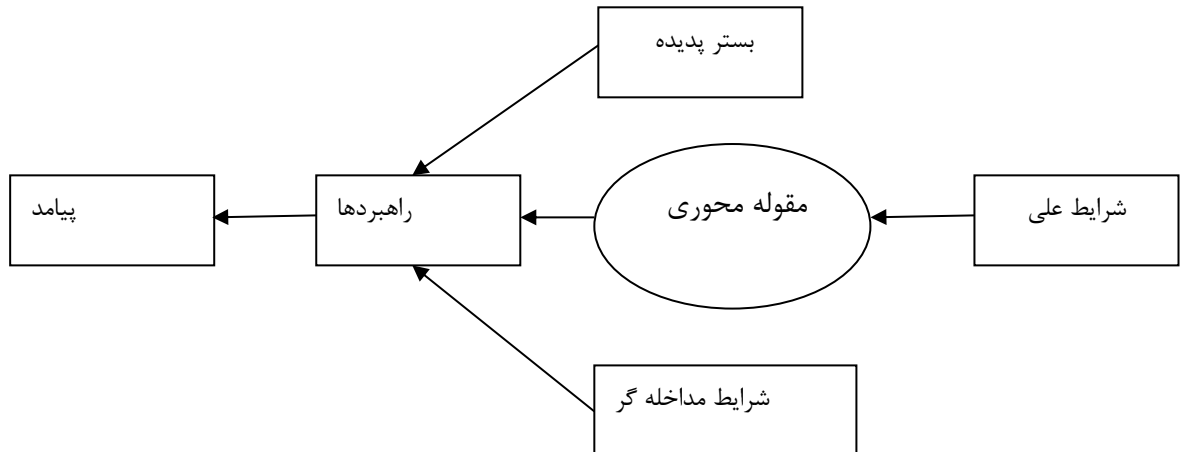 بستر پدیده
شرایط علی
مقوله محوری
راهبردها
پیامد
شرایط مداخله گر